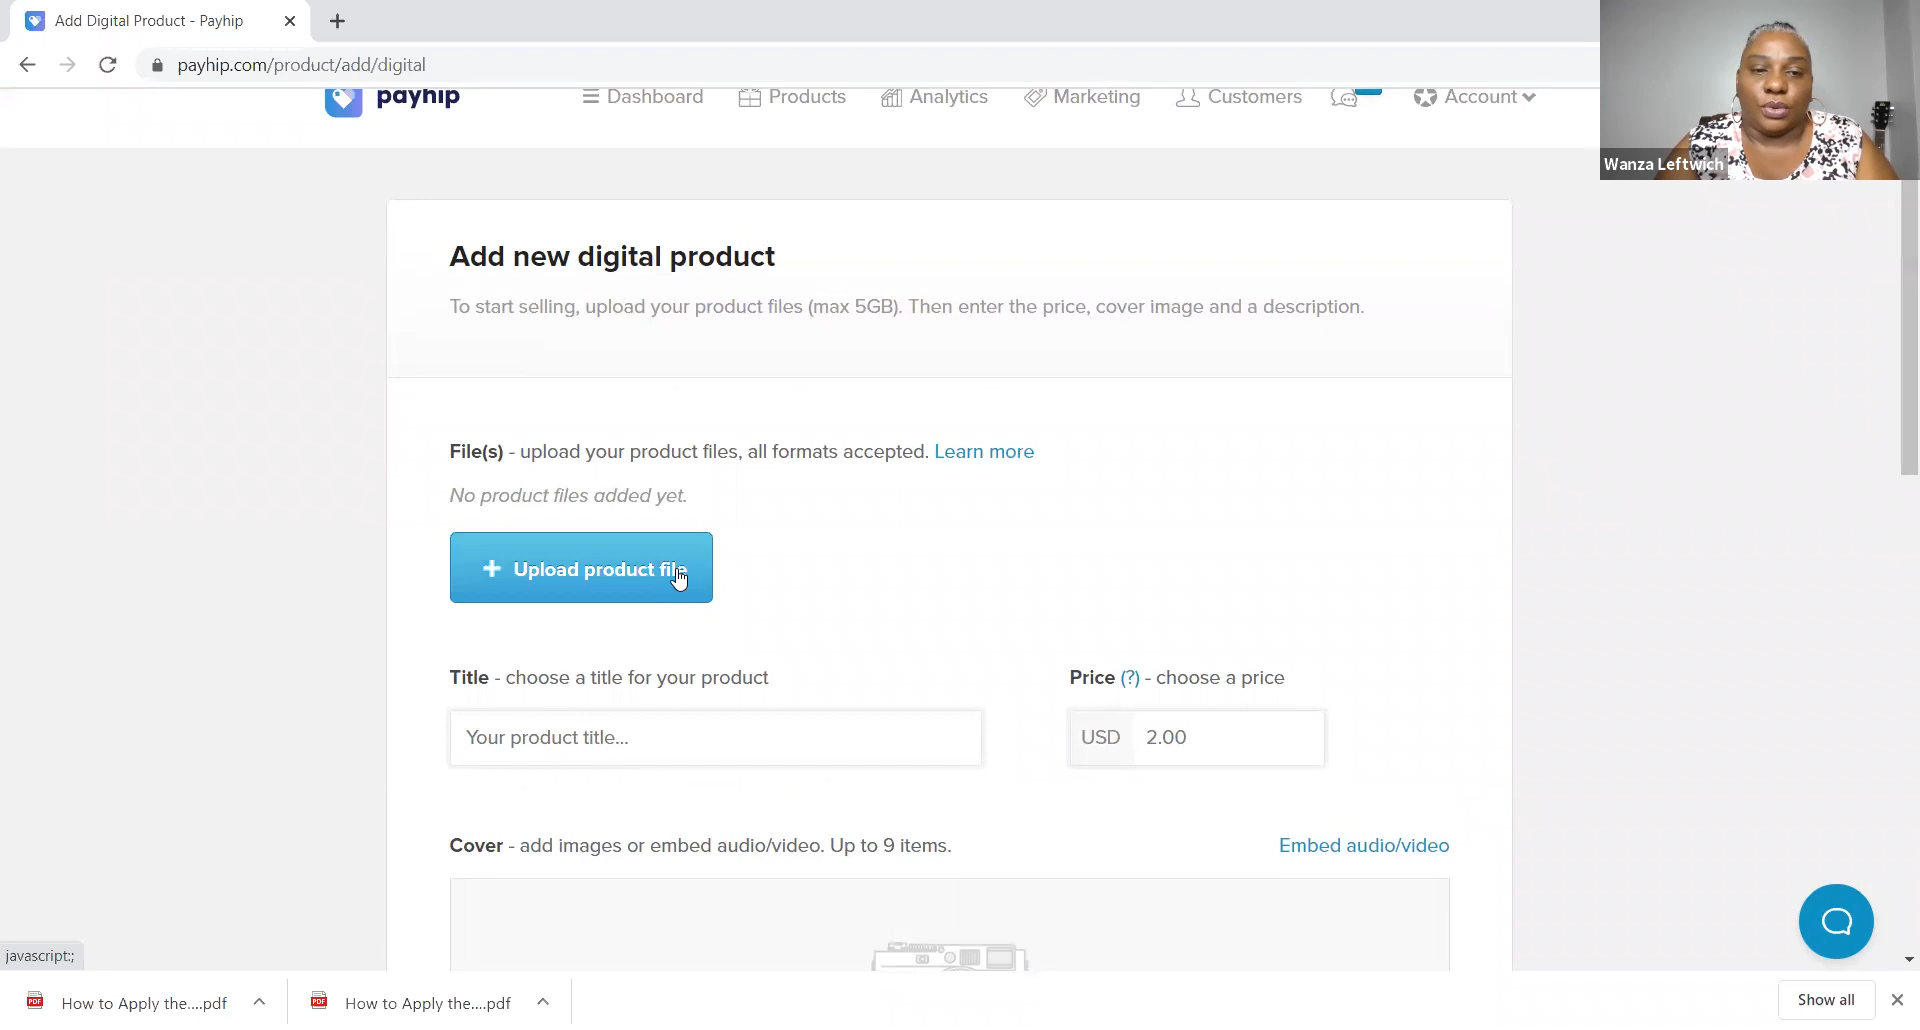 Add Digital Product - Payhip
payhip.com/product/add/digital
payhip
Dashboard
Products
Analytics
Marketing
Customers
Account
Wanza Leftwich
Add new digital product
To start selling, upload your product files (max 5GB). Then enter the price, cover image and a description.
File(s) - upload your product files, all formats accepted. Learn more
No product files added yet.
+ Upload product file
Title - choose a title for your product
Price (?) - choose a price
Your product title...
USD 2.00
Cover - add images or embed audio/video. Up to 9 items.
Embed audio/video
javascript:;
How to Apply the....pdf
How to Apply the....pdf
Show all